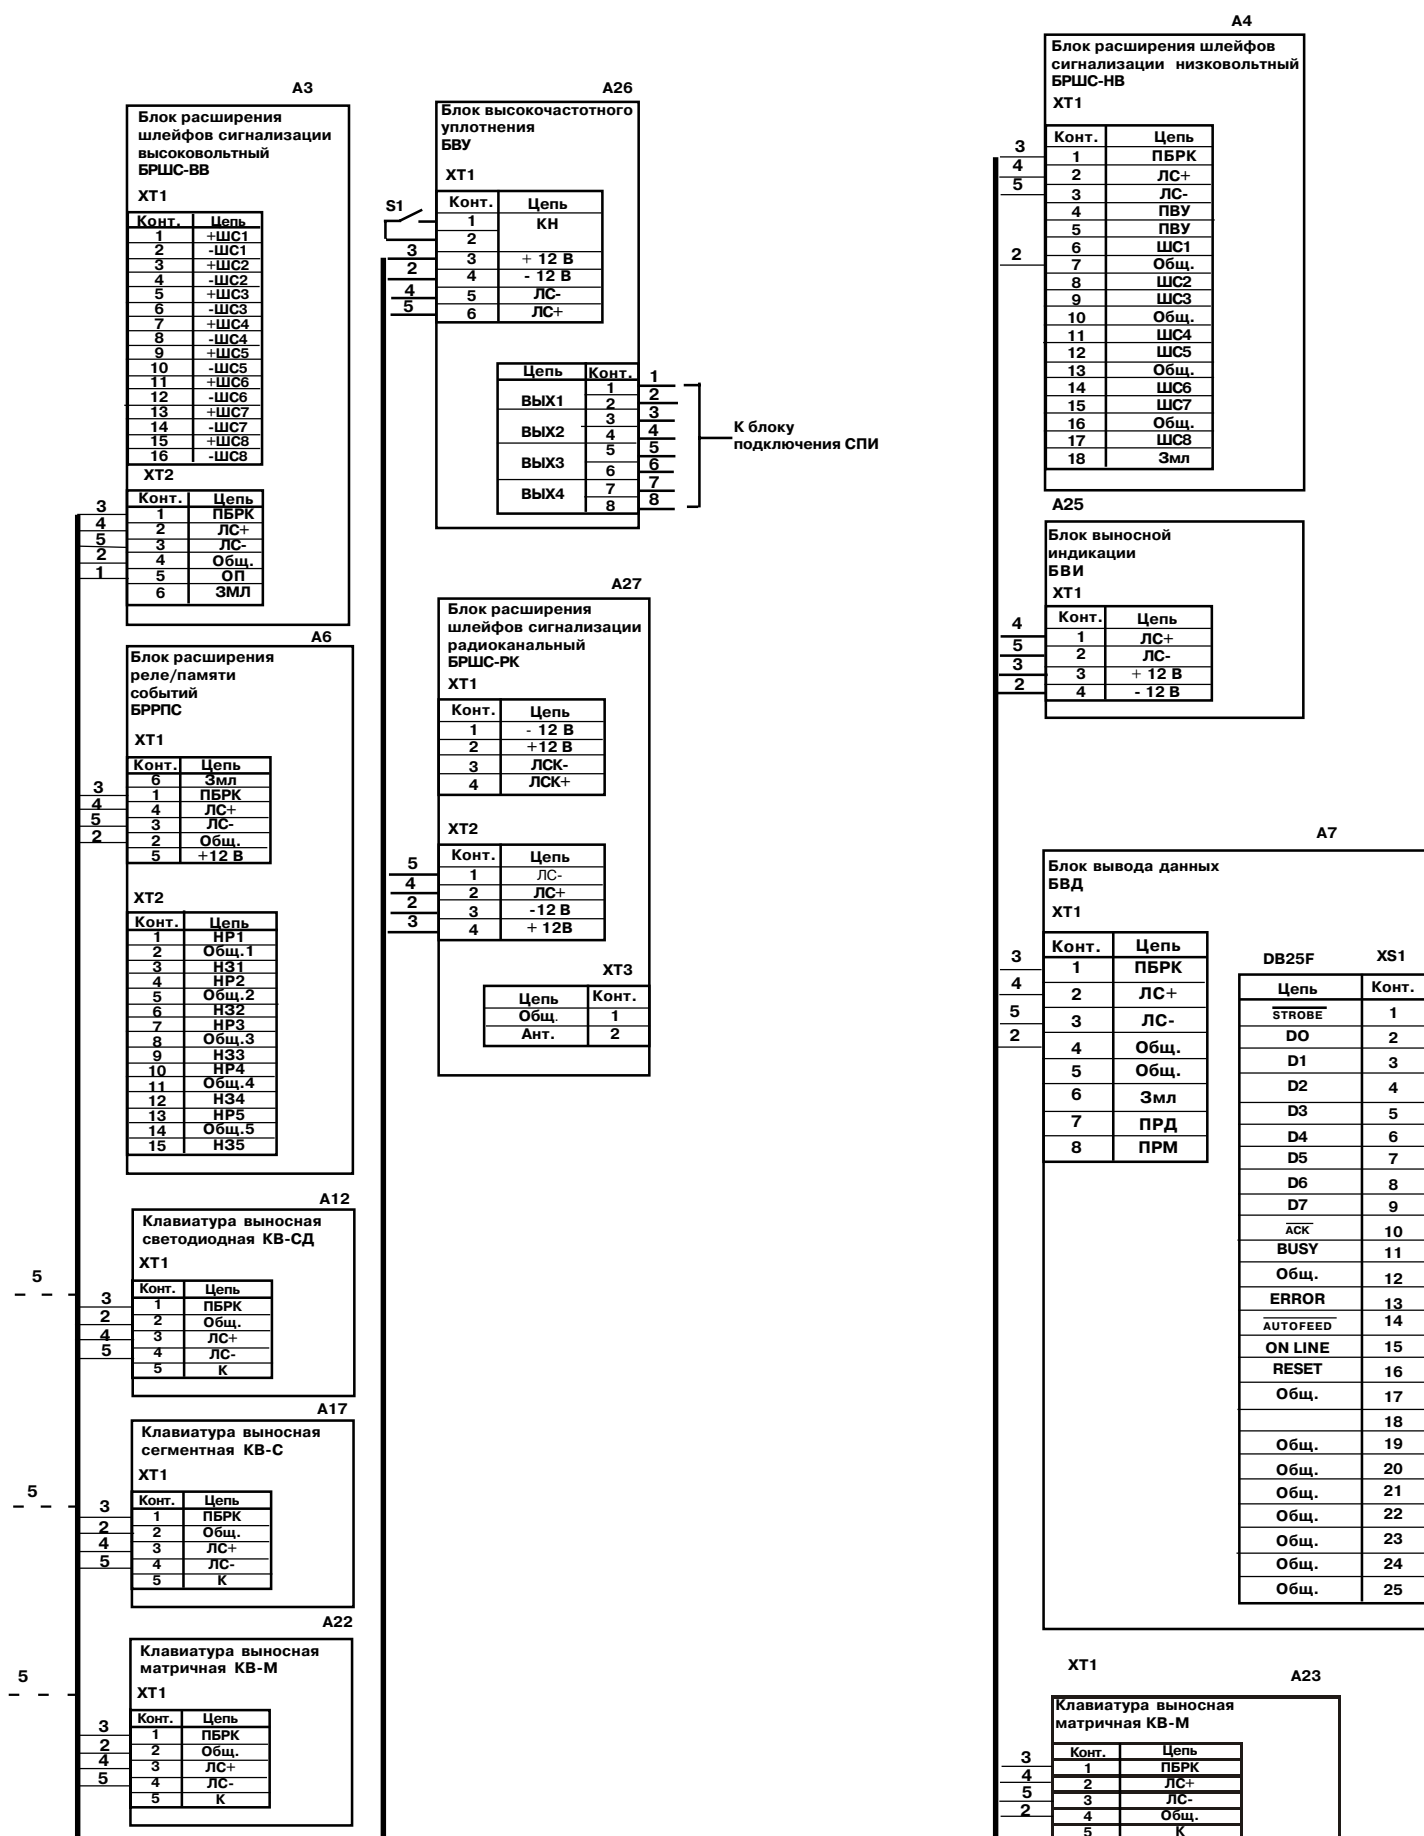 А3
Блок расширения
шлейфов сигнализации
высоковольтный
БРШС-ВВ
XT1
Конт. Цепь
1 +ШС1
2 -ШС1
3 +ШС2
4 -ШС2
5 +ШС3
6 -ШС3
7 +ШС4
8 -ШС4
9 +ШС5
10 -ШС5
11 +ШС6
12 -ШС6
13 +ШС7
14 -ШС7
15 +ШС8
16 -ШС8
XT2
Конт. Цепь
3 1 ПБРК
4 2 ЛС+
5 3 ЛС-
2 4 Общ.
1 5 ОП
6 ЗМЛ
А6
Блок расширения
реле/памяти
событий
БРРПС
XT1
Конт. Цепь
6 Змл
3 1 ПБРК
4 4 ЛС+
5 3 ЛС-
2 2 Общ.
5 +12 В
XT2
Конт. Цепь
1 НР1
2 Общ.1
3 НЗ1
4 НР2
5 Общ.2
6 НЗ2
7 НР3
8 Общ.3
9 НЗ3
10 НР4
11 Общ.4
12 НЗ4
13 НР5
14 Общ.5
15 НЗ5
А12
Клавиатура выносная
светодиодная КВ-СД
XT1
5
Конт. Цепь
3 1 ПБРК
2 2 Общ.
4 3 ЛС+
5 4 ЛС-
5 К
А17
Клавиатура выносная
сегментная КВ-С
XT1
5
Конт. Цепь
3 1 ПБРК
2 2 Общ.
4 3 ЛС+
5 4 ЛС-
5 К
А22
Клавиатура выносная
матричная КВ-М
5
XT1
Конт. Цепь
3 1 ПБРК
2 2 Общ.
4 3 ЛС+
5 4 ЛС-
5 К
А26
Блок высокочастотного
уплотнения
БВУ
XT1
S1
Конт. Цепь
1 КН
2
3 3 + 12 В
2 4 - 12 В
4 5 ЛС-
5 6 ЛС+
Цепь Конт.
ВЫХ1 1 1
2 2
ВЫХ2 3 3
4 4
ВЫХ3 5 5
6 6
ВЫХ4 7 7
8 8
К блоку
подключения СПИ
А27
Блок расширения
шлейфов сигнализации
радиоканальный
БРШС-РК
XT1
Конт. Цепь
1 - 12 В
2 +12 В
3 ЛСК-
4 ЛСК+
XT2
Конт. Цепь
5 1 ЛС-
4 2 ЛС+
2 3 -12 В
3 4 + 12В
XT3
Цепь Конт.
Общ. 1
Ант. 2
А4
Блок расширения шлейфов
сигнализации низковольтный
БРШС-НВ
XT1
Конт. Цепь
3 1 ПБРК
4 2 ЛС+
5 3 ЛС-
4 ПВУ
5 ПВУ
6 ШС1
2 7 Общ.
8 ШС2
9 ШС3
10 Общ.
11 ШС4
12 ШС5
13 Общ.
14 ШС6
15 ШС7
16 Общ.
17 ШС8
18 Змл
А25
Блок выносной
индикации
БВИ
XT1
Конт. Цепь
4 1 ЛС+
5 2 ЛС-
3 3 + 12 В
2 4 - 12 В
А7
Блок вывода данных
БВД
XT1
Конт. Цепь
3 1 ПБРК
4 2 ЛС+
5 3 ЛС-
2 4 Общ.
5 Общ.
6 Змл
7 ПРД
8 ПРМ
DB25F XS1
Цепь Конт.
STROBE 1
DO 2
D1 3
D2 4
D3 5
D4 6
D5 7
D6 8
D7 9
ACK 10
BUSY 11
Общ. 12
ERROR 13
AUTOFEED 14
ON LINE 15
RESET 16
Общ. 17
18
Общ. 19
Общ. 20
Общ. 21
Общ. 22
Общ. 23
Общ. 24
Общ. 25
XT1
А23
Клавиатура выносная
матричная КВ-М
Конт. Цепь
3 1 ПБРК
4 2 ЛС+
5 3 ЛС-
2 4 Общ.
5 К